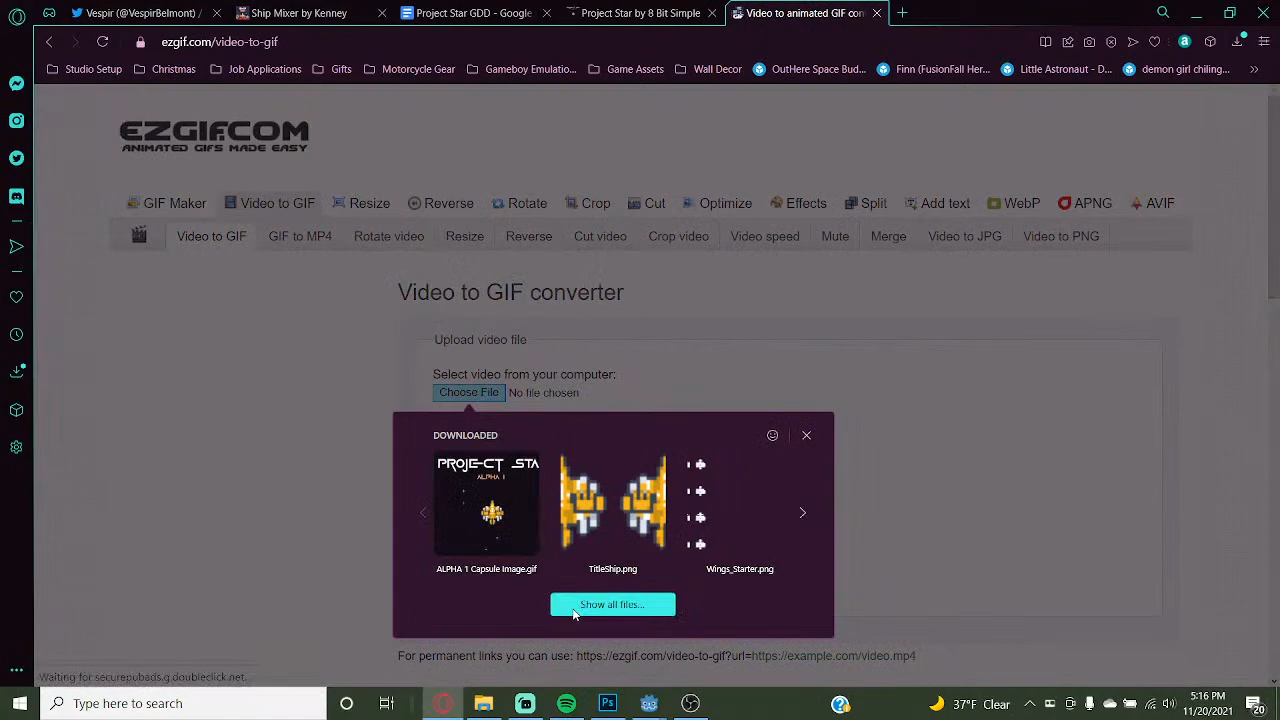 Vespir (@VespirBelmont) /
Ship Mixer by Kenney
Project Star GDD - Google
Project Star by 8 Bit Simple
Video to animated GIF con
ezgif.com/video-to-gif
Studio Setup
Christmas
Job Applications
Gifts
Motorcycle Gear
Gameboy Emulatio...
Game Assets
Wall Decor
OutHere Space Bud...
Finn (FusionFall Her...
Little Astronaut - D...
demon girl chiling...
EZGIF.COM
ANIMATED GIFS MADE EASY
GIF Maker
Video to GIF
Resize
Reverse
Rotate
Crop
Cut
Optimize
Effects
Split
Add text
WebP
APNG
AVIF
Video to GIF
GIF to MP4
Rotate video
Resize
Reverse
Cut video
Crop video
Video speed
Mute
Merge
Video to JPG
Video to PNG
Video to GIF converter
Upload video file
Select video from your computer:
Choose File No file chosen
DOWNLOADED
PROJECT STA
ALPHA 1
ALPHA 1 Capsule Image.gif
TitleShip.png
Wings_Starter.png
Show all files...
For permanent links you can use: https://ezgif.com/video-to-gif?url=https://example.com/video.mp4
Waiting for securepubads.g.doubleclick.net...
Type here to search
Ps
37°F Clear
5:16 PM
11/20/2021
20